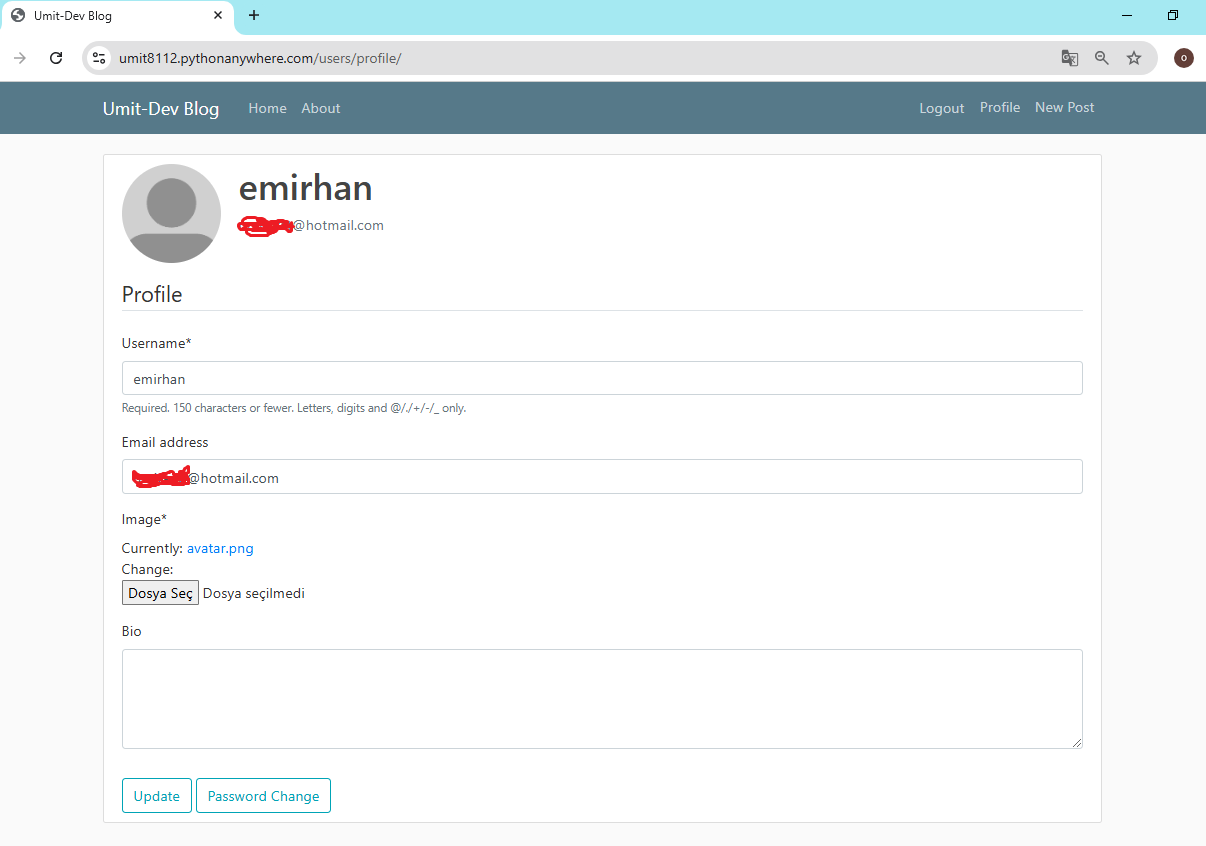 Umit-Dev Blog
umit8112.pythonanywhere.com/users/profile/
O
Umit-Dev Blog Home About Logout Profile New Post
emirhan
@hotmail.com
Profile
Username*
emirhan
Required. 150 characters or fewer. Letters, digits and @/./+/-/_ only.
Email address
@hotmail.com
Image*
Currently: avatar.png
Change:
Dosya Seç Dosya seçilmedi
Bio
Update Password Change